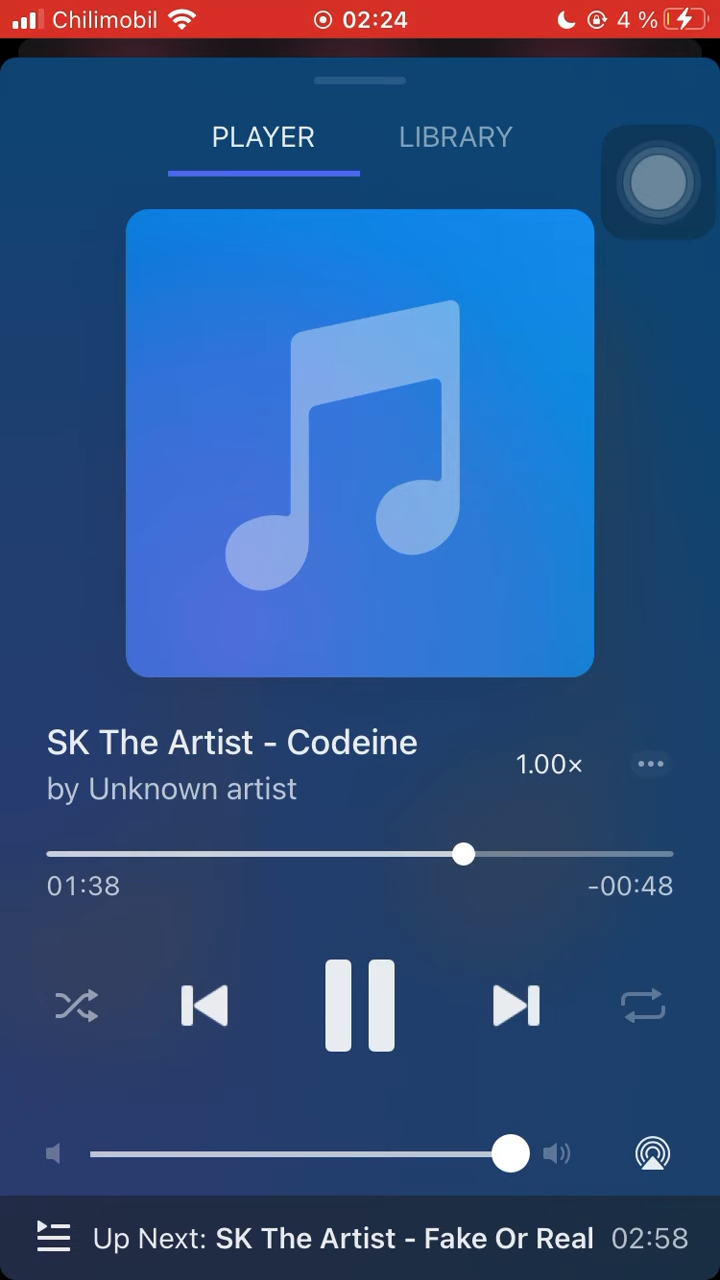 Chilimobil 02:24 4 %
PLAYER LIBRARY
SK The Artist - Codeine
by Unknown artist
1.00×
01:38 -00:48
Up Next: SK The Artist - Fake Or Real 02:58